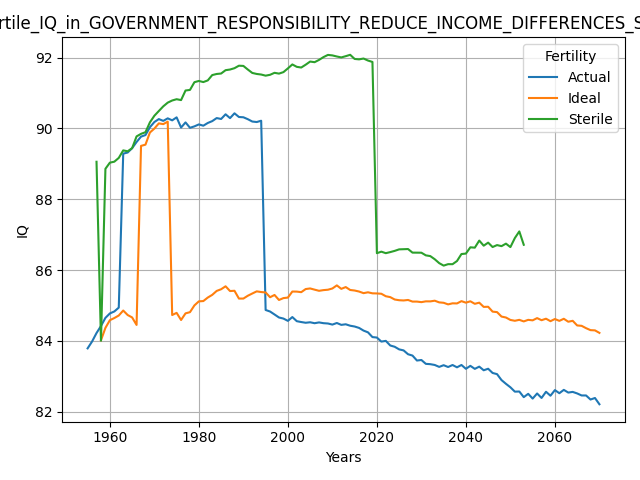 rtile_IQ_in_GOVERNMENT_RESPONSIBILITY_REDUCE_INCOME_DIFFERENCES_S
Fertility
Actual
Ideal
Sterile
IQ
92
90
88
86
84
82
1960
1980
2000
2020
2040
2060
Years